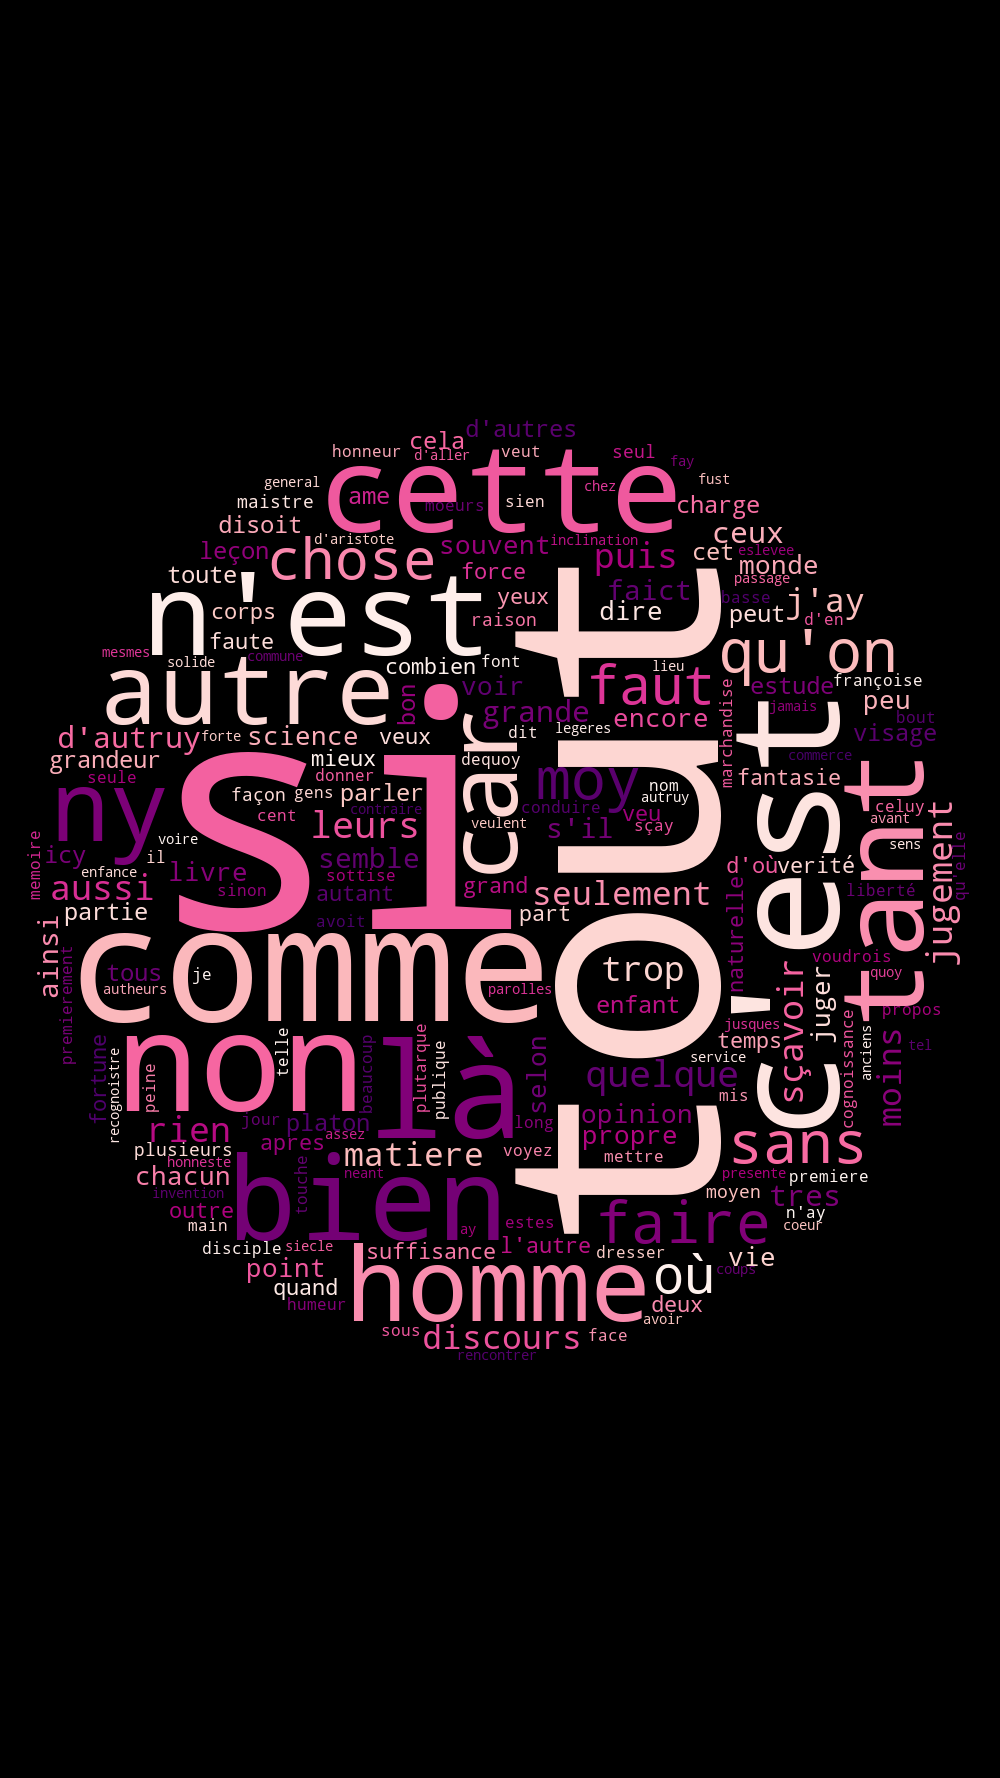 d'autres
cela
honneur
d'aller
veut
seul
fay
cette
general
ame
chez
fust
maistre
moeurs
sien
charge
disoit
d'aristote
ceux
leçon
chose
souvent
inclination
puis
cet
eslevee
monde
toute
n'est
force
passage
yeux
faict
basse
j'ay
corps
raison
dire
peut
d'en
faute
qu'on
mesmes
solide
commune
combien
font
lieu
autre
bon
voir
faut
estude
françoise
peu
jamais
grande
encore
marchandise
bout
d'autruy
forte
science
veux
car
dit
legeres
visage
grandeur
mieux
dequoy
commerce
seule
donner
moy
nom
fantasie
ny
si
façon
gens
parler
autruy
tout
c'est
tant
cent
contraire
conduire
veu
celuy
leurs
veulent
s'il
sçay
avant
jugement
memoire
voire
icy
il
semble
d'où
verité
sens
qu'elle
enfance
livre
sottise
aussi
sinon
autant
grand
seulement
naturelle
liberté
partie
avoit
part
ainsi
comme
voudrois
premierement
tous
je
trop
sçavoir
juger
quoy
autheurs
parolles
enfant
propos
non
là
jusques
cognoissance
anciens
telle
plutarque
publique
selon
temps
moins
tel
fortune
recognoistre
peine
beaucoup
service
quelque
mis
rien
jour
platon
long
opinion
apres
assez
propre
sans
plusieurs
matiere
voyez
mettre
honneste
chacun
neant
presente
premiere
invention
touche
bien
moyen
tres
outre
main
ay
estes
faire
n'ay
coeur
disciple
siecle
suffisance
l'autre
dresser
vie
point
homme
où
coups
quand
humeur
deux
avoir
sous
discours
face
rencontrer